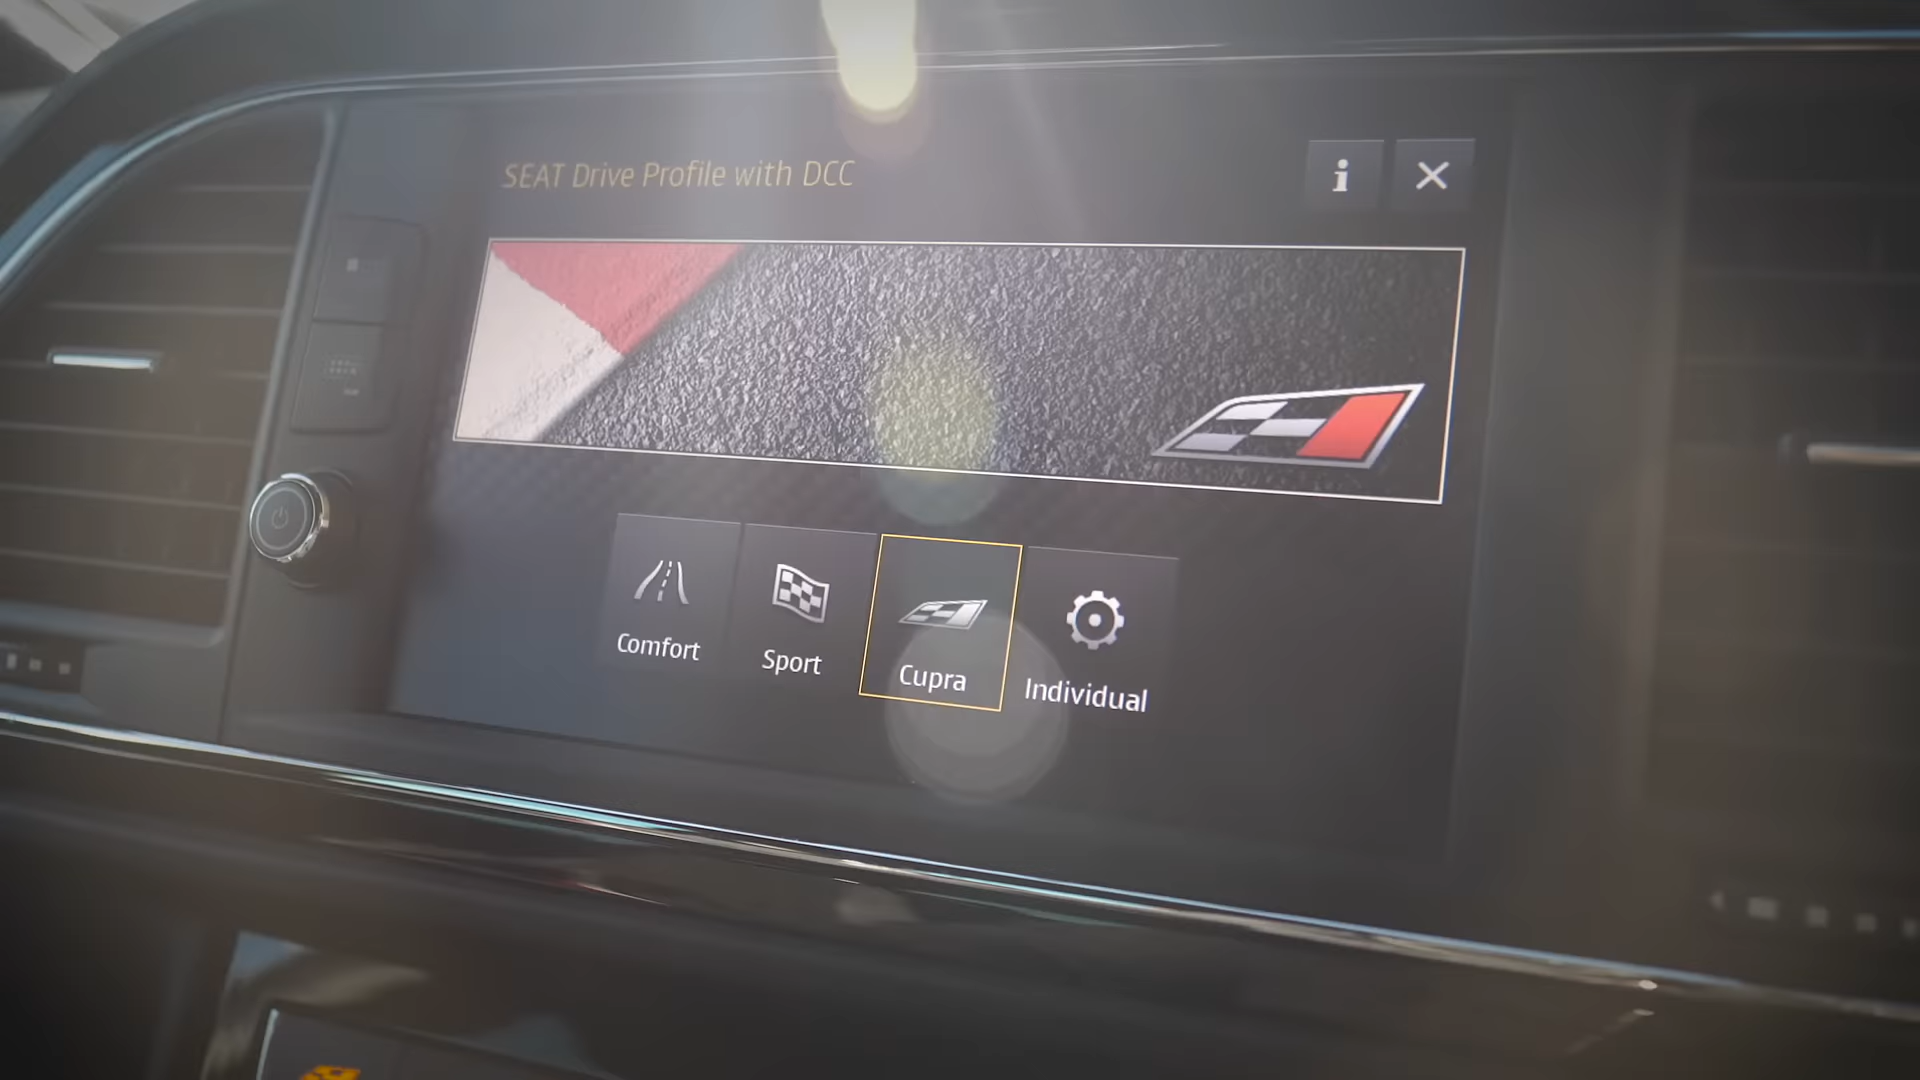 SEAT Drive Profile with DCC
Comfort
Sport
Cupra
Individual